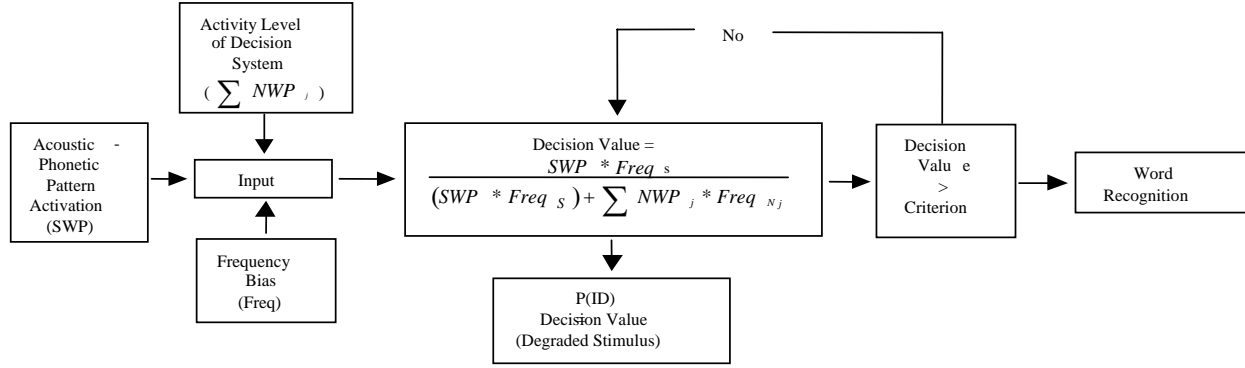 Activity Level
of Decision
System
( ∑ NWP j )
No
Acoustic -
Phonetic
Pattern
Activation
(SWP)
Input
Frequency
Bias
(Freq)
Decision Value =
SWP * Freq s
(SWP * Freq S) + ∑ NWP j * Freq Nj
P(ID)
=
Decision Value
(Degraded Stimulus)
Decision
Valu e
>
Criterion
Word
Recognition